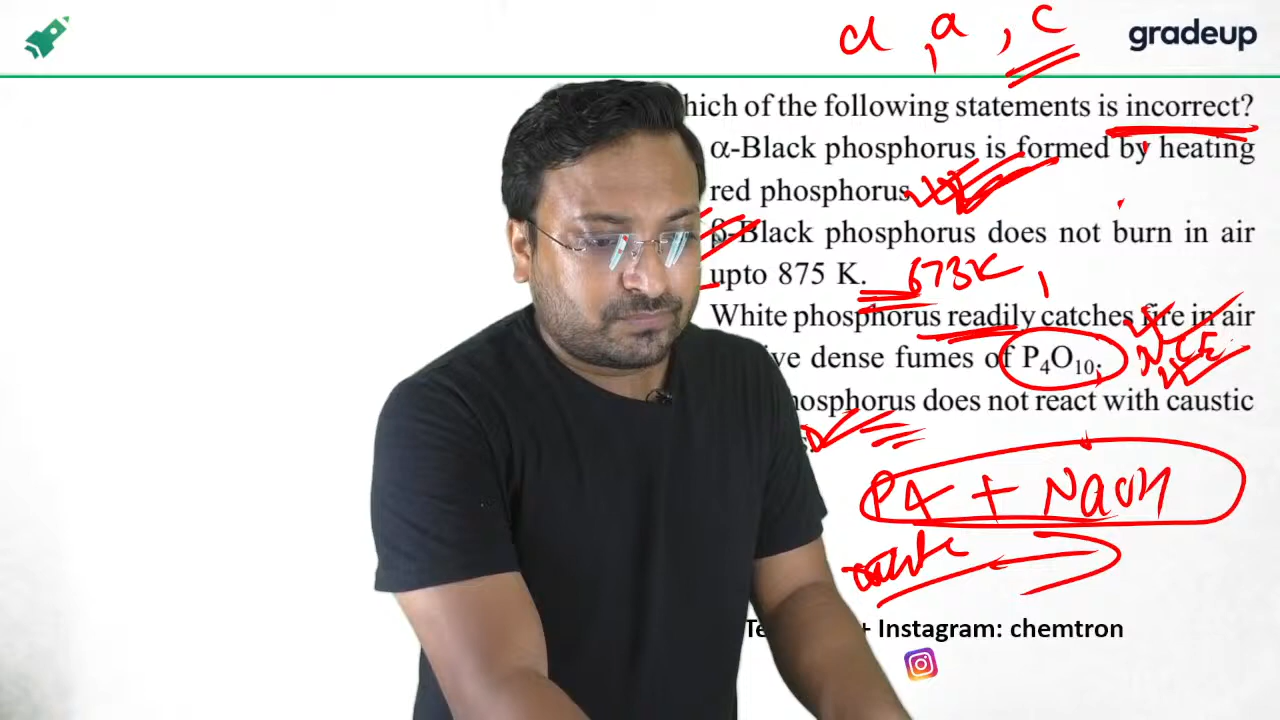 d, a, c
gradeup
hich of the following statements is incorrect?
α-Black phosphorus is formed by heating
red phosphorus
β-Black phosphorus does not burn in air
upto 875 K. 673K
White phosphorus readily catches fire in air
ve dense fumes of P₄O₁₀.
hosphorus does not react with caustic
s.
P4 + NaOH
+ Instagram: chemtron